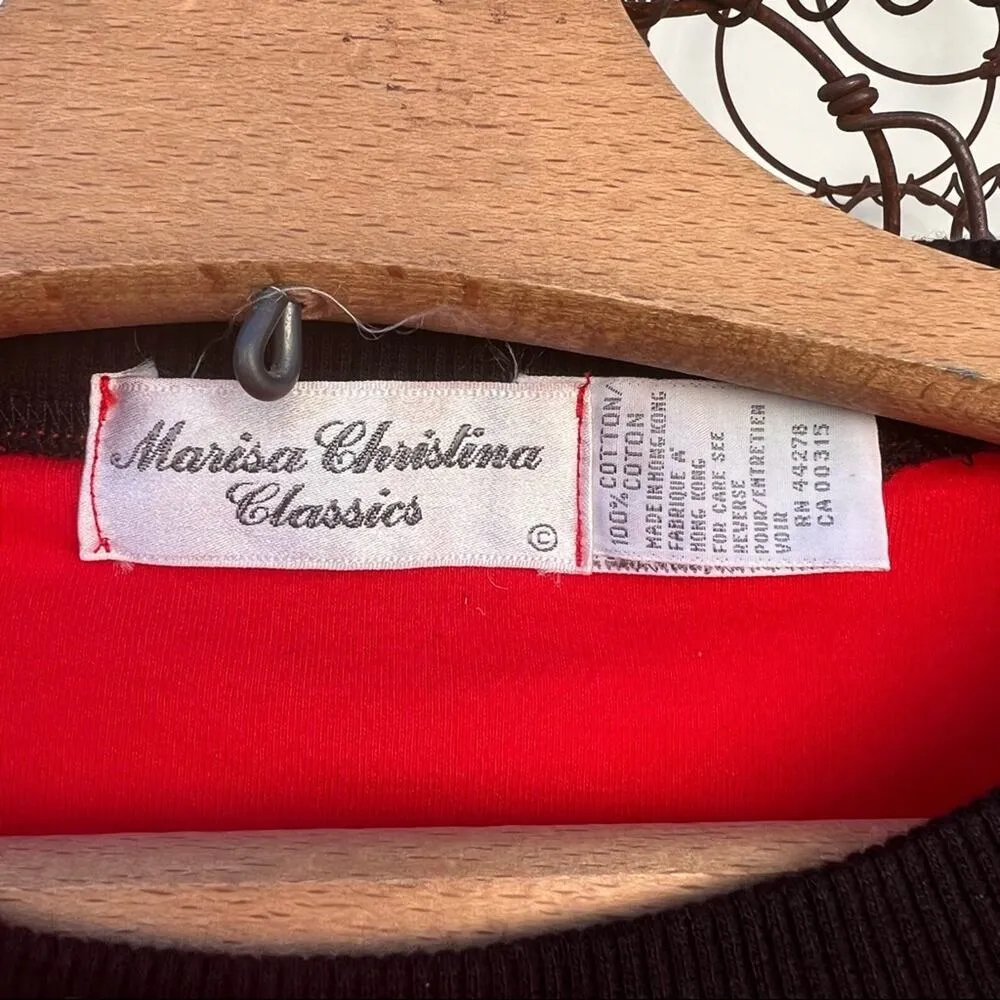 Marisa Christina
Classics
©
100% COTTON/
COTTON
MADE IN HONG KONG
FABRIQUE A'
HONG KONG
FOR CARE SEE
REVERSE
POUR/ENTRETIEN
VOIR
RN 44278
CA 00315